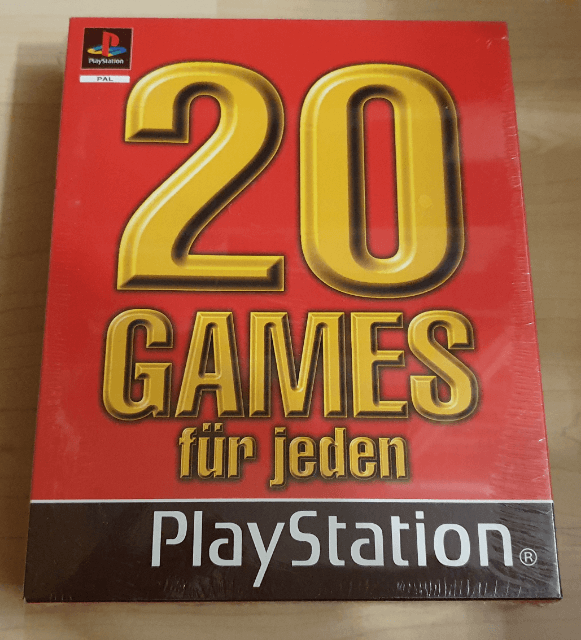 PlayStation
PAL
20
GAMES
für jeden
PlayStation®